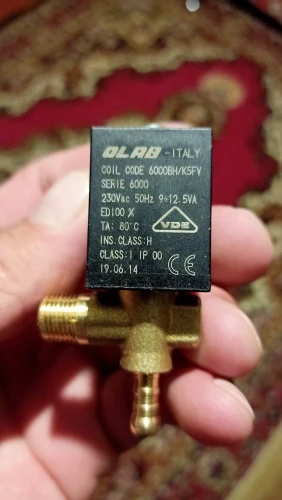 OLAB - ITALY
COIL CODE 6000BH/K5FV
SERIE 6000
230Vac 50Hz 9÷12.5VA
ED100 %
TA: 80°C
VDE
INS.CLASS:H
CLASS:I IP 00
19.06.14 CE